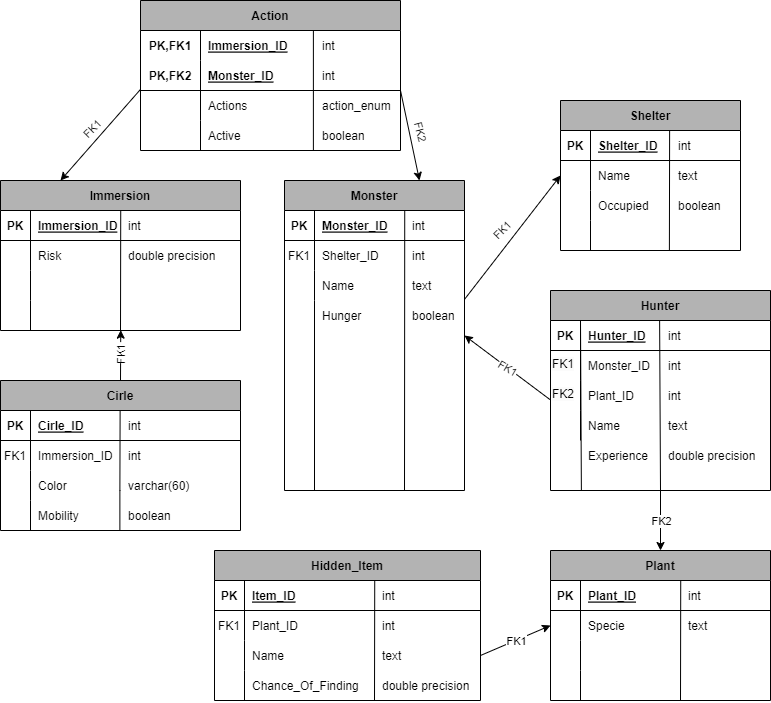 Action
PK,FK1 Immersion_ID int
PK,FK2 Monster_ID int
Actions action_enum
Active boolean
FK1
FK2
Shelter
PK Shelter_ID int
Name text
Occupied boolean
Immersion
PK Immersion_ID int
Risk double precision
Monster
PK Monster_ID int
FK1 Shelter_ID int
Name text
Hunger boolean
FK1
Hunter
PK Hunter_ID int
FK1 Monster_ID int
FK2 Plant_ID int
Name text
Experience double precision
FK1
FK1
Cirle
PK Cirle_ID int
FK1 Immersion_ID int
Color varchar(60)
Mobility boolean
FK2
Hidden_Item
PK Item_ID int
FK1 Plant_ID int
Name text
Chance_Of_Finding double precision
FK1
Plant
PK Plant_ID int
Specie text